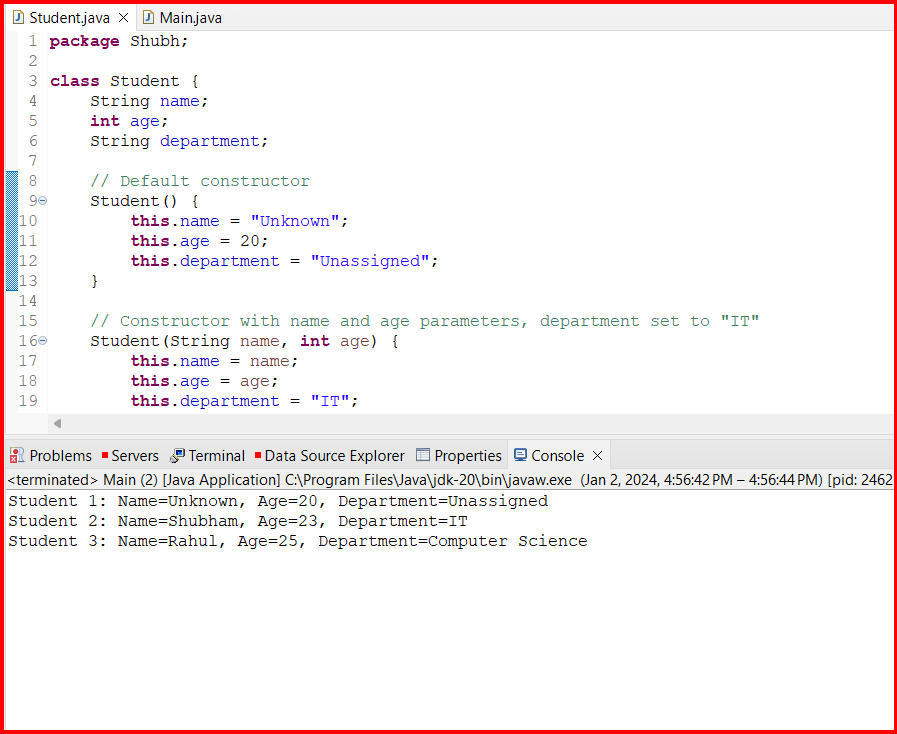 Student.java Main.java
1 package Shubh;
2
3 class Student {
4     String name;
5     int age;
6     String department;
7
8     // Default constructor
9     Student() {
10         this.name = "Unknown";
11         this.age = 20;
12         this.department = "Unassigned";
13     }
14
15     // Constructor with name and age parameters, department set to "IT"
16     Student(String name, int age) {
17         this.name = name;
18         this.age = age;
19         this.department = "IT";
Problems Servers Terminal Data Source Explorer Properties Console
<terminated> Main (2) [Java Application] C:\Program Files\Java\jdk-20\bin\javaw.exe (Jan 2, 2024, 4:56:42 PM – 4:56:44 PM) [pid: 2462
Student 1: Name=Unknown, Age=20, Department=Unassigned
Student 2: Name=Shubham, Age=23, Department=IT
Student 3: Name=Rahul, Age=25, Department=Computer Science